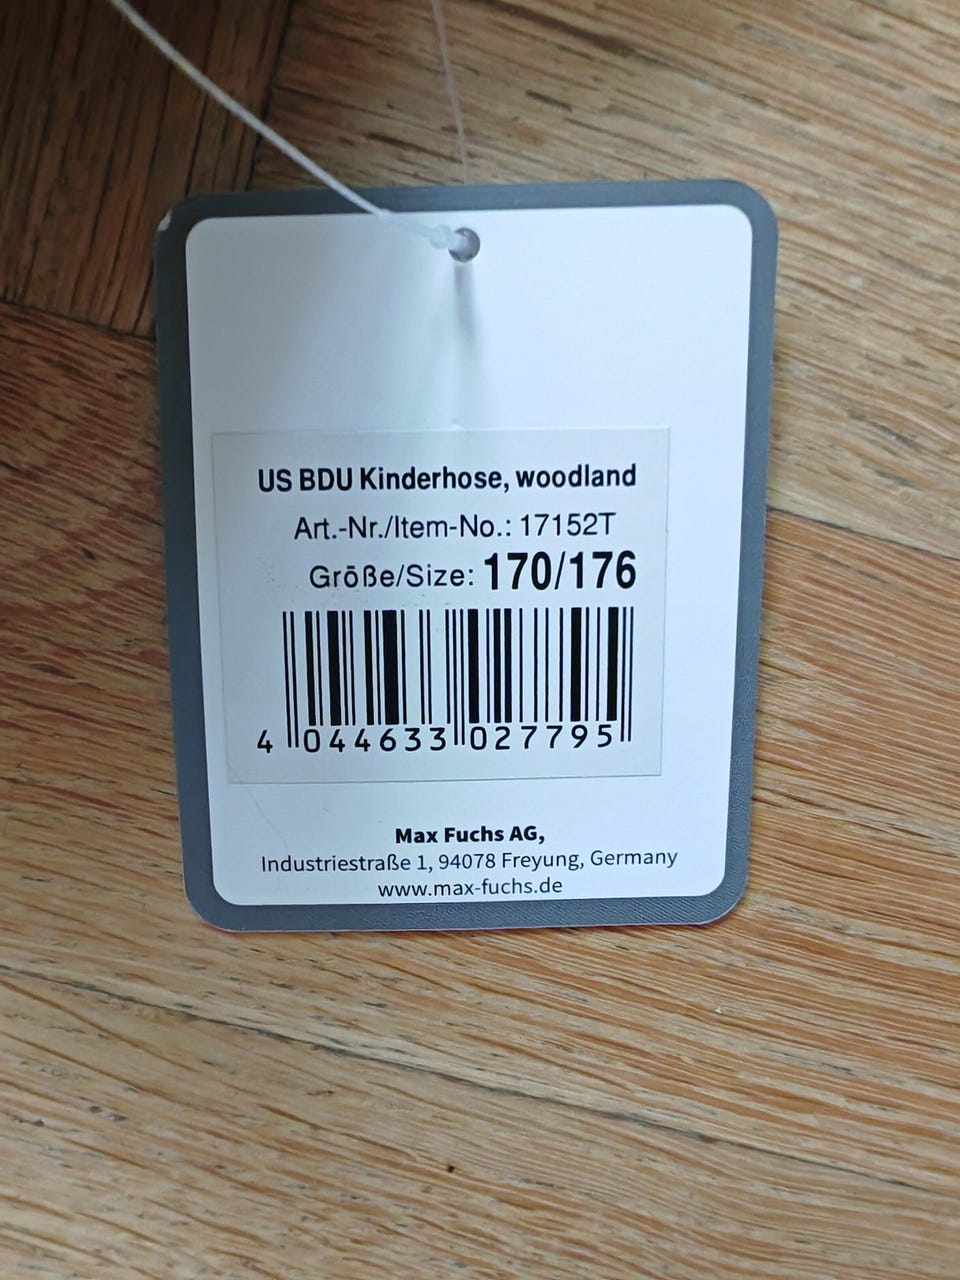 US BDU Kinderhose, woodland
Art.-Nr./Item-No.: 17152T
Größe/Size: 170/176
4 044633 027795
Max Fuchs AG,
Industriestraße 1, 94078 Freyung, Germany
www.max-fuchs.de